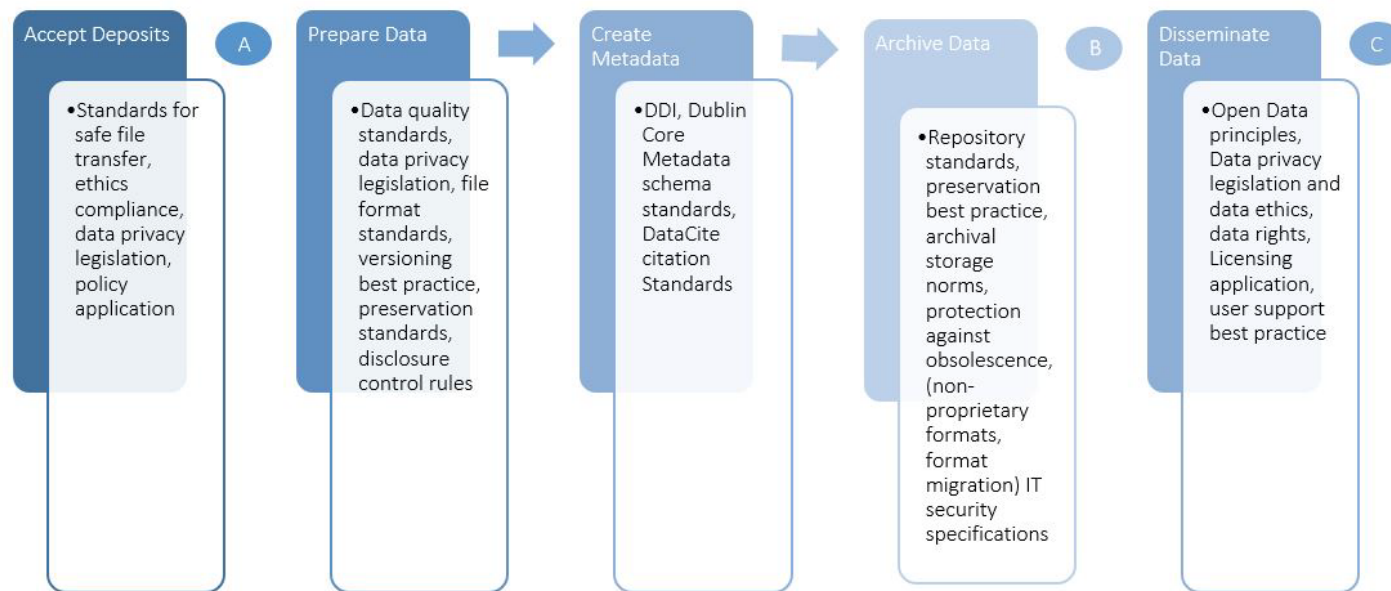 Accept Deposits
•Standards for
safe file
transfer,
ethics
compliance,
data privacy
legislation,
policy
application
A
Prepare Data
•Data quality
standards,
data privacy
legislation, file
format
standards,
versioning
best practice,
preservation
standards,
disclosure
control rules
Create
Metadata
•DDI, Dublin
Core
Metadata
schema
standards,
DataCite
citation
Standards
Archive Data
•Repository
standards,
preservation
best practice,
archival
storage
norms,
protection
against
obsolescence,
(non-
proprietary
formats,
format
migration) IT
security
specifications
B
Disseminate
Data
•Open Data
principles,
Data privacy
legislation and
data ethics,
data rights,
Licensing
application,
user support
best practice
C